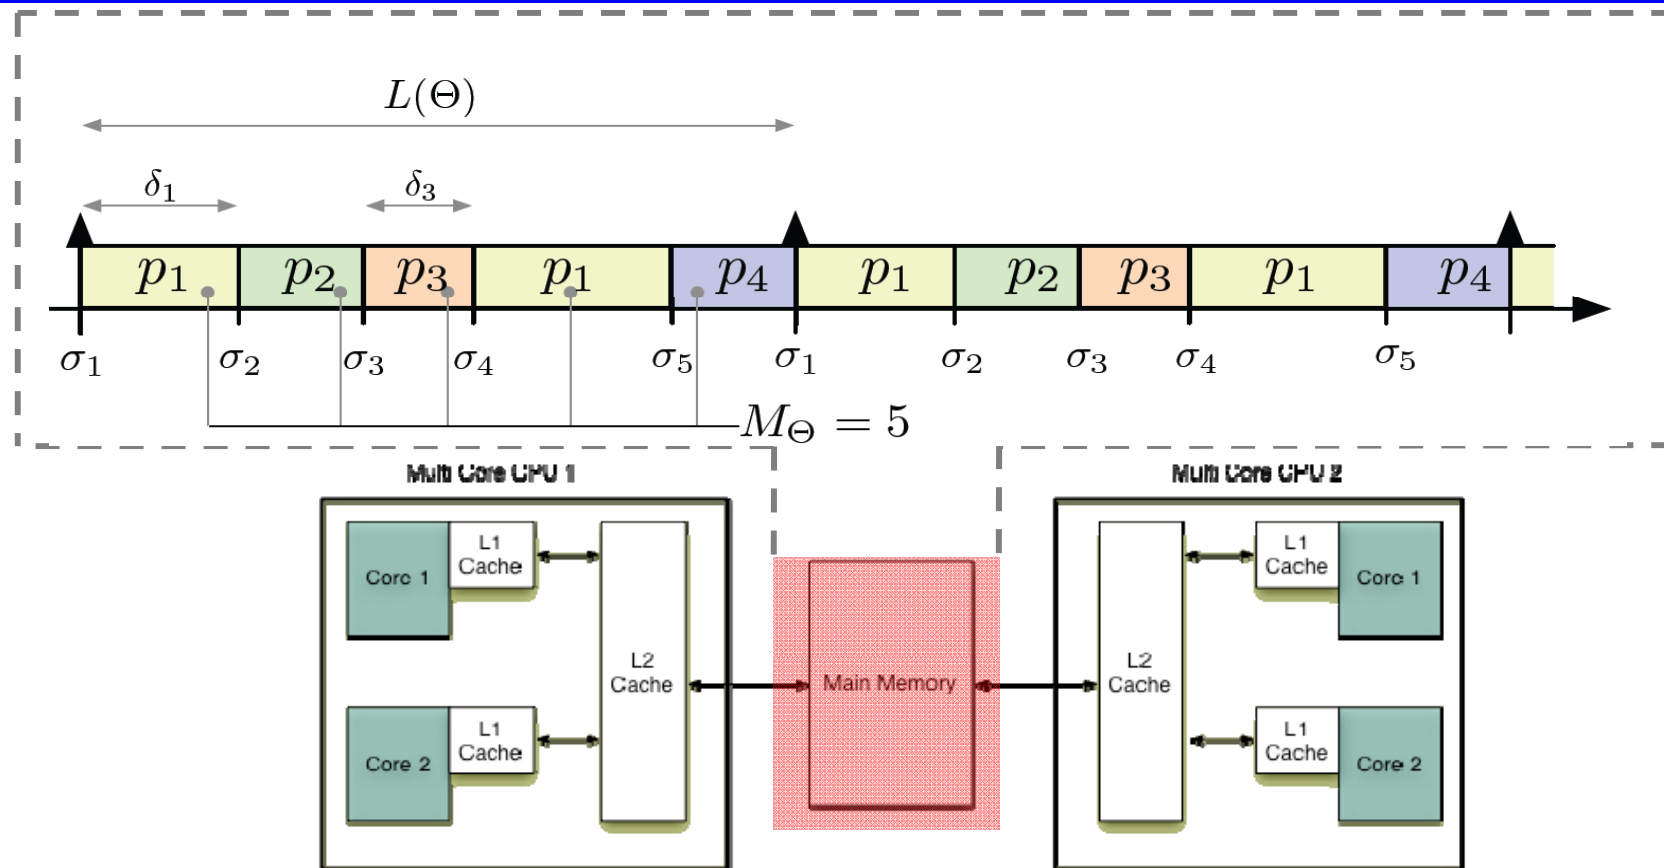 L(Θ)
δ₁ δ₃
p₁ p₂ p₃ p₁ p₄ p₁ p₂ p₃ p₁ p₄
σ₁ σ₂ σ₃ σ₄ σ₅ σ₁ σ₂ σ₃ σ₄ σ₅
M_Θ = 5
Multi Core CPU 1
Multi Core CPU 2
Core 1
L1
Cache
L2
Cache
Core 2
L1
Cache
Main Memory
L2
Cache
L1
Cache
Core 1
L1
Cache
Core 2